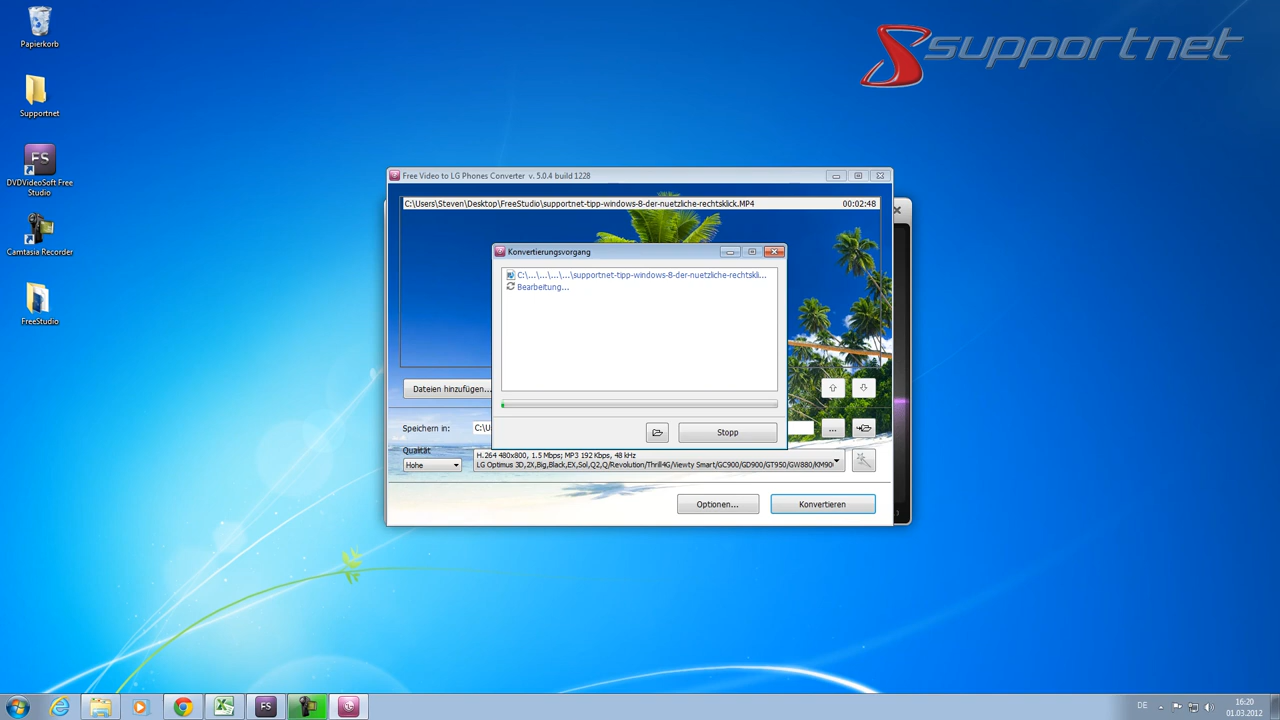 Papierkorb
Supportnet
DVDVideoSoft Free
Studio
Camtasia Recorder
FreeStudio
supportnet
Free Video to LG Phones Converter v. 5.0.4 build 1228
C:\Users\Steven\Desktop\FreeStudio\supportnet-tipp-windows-8-der-nuetzliche-rechtsklick.MP4 00:02:48
Konvertierungsvorgang
C:\...\...\...\...\supportnet-tipp-windows-8-der-nuetzliche-rechtskli...
Bearbeitung...
Dateien hinzufügen...
Speichern in: C:\U
...
Stopp
Qualität
Hohe
H.264 480x800, 1.5 Mbps; MP3 192 Kbps, 48 kHz
LG Optimus 3D,2X,Big,Black,EX,Sol,Q2,Q/Revolution/Thrill4G/Viewty Smart/GC900/GD900/GT950/GW880/KM90
Optionen...
Konvertieren
FS
DE
16:20
01.03.2012